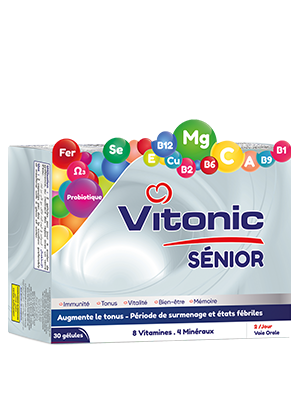 Fer
Se
B12
Mg
E
Cu
B2
B6
C
A
B9
B1
Ω3
Probiotique
Vitonic
SÉNIOR
Immunité Tonus Vitalité Bien-être Mémoire
Augmente le tonus - Période de surmenage et états fébriles
30 gélules
8 Vitamines . 4 Minéraux
2 /Jour
Voie Orale